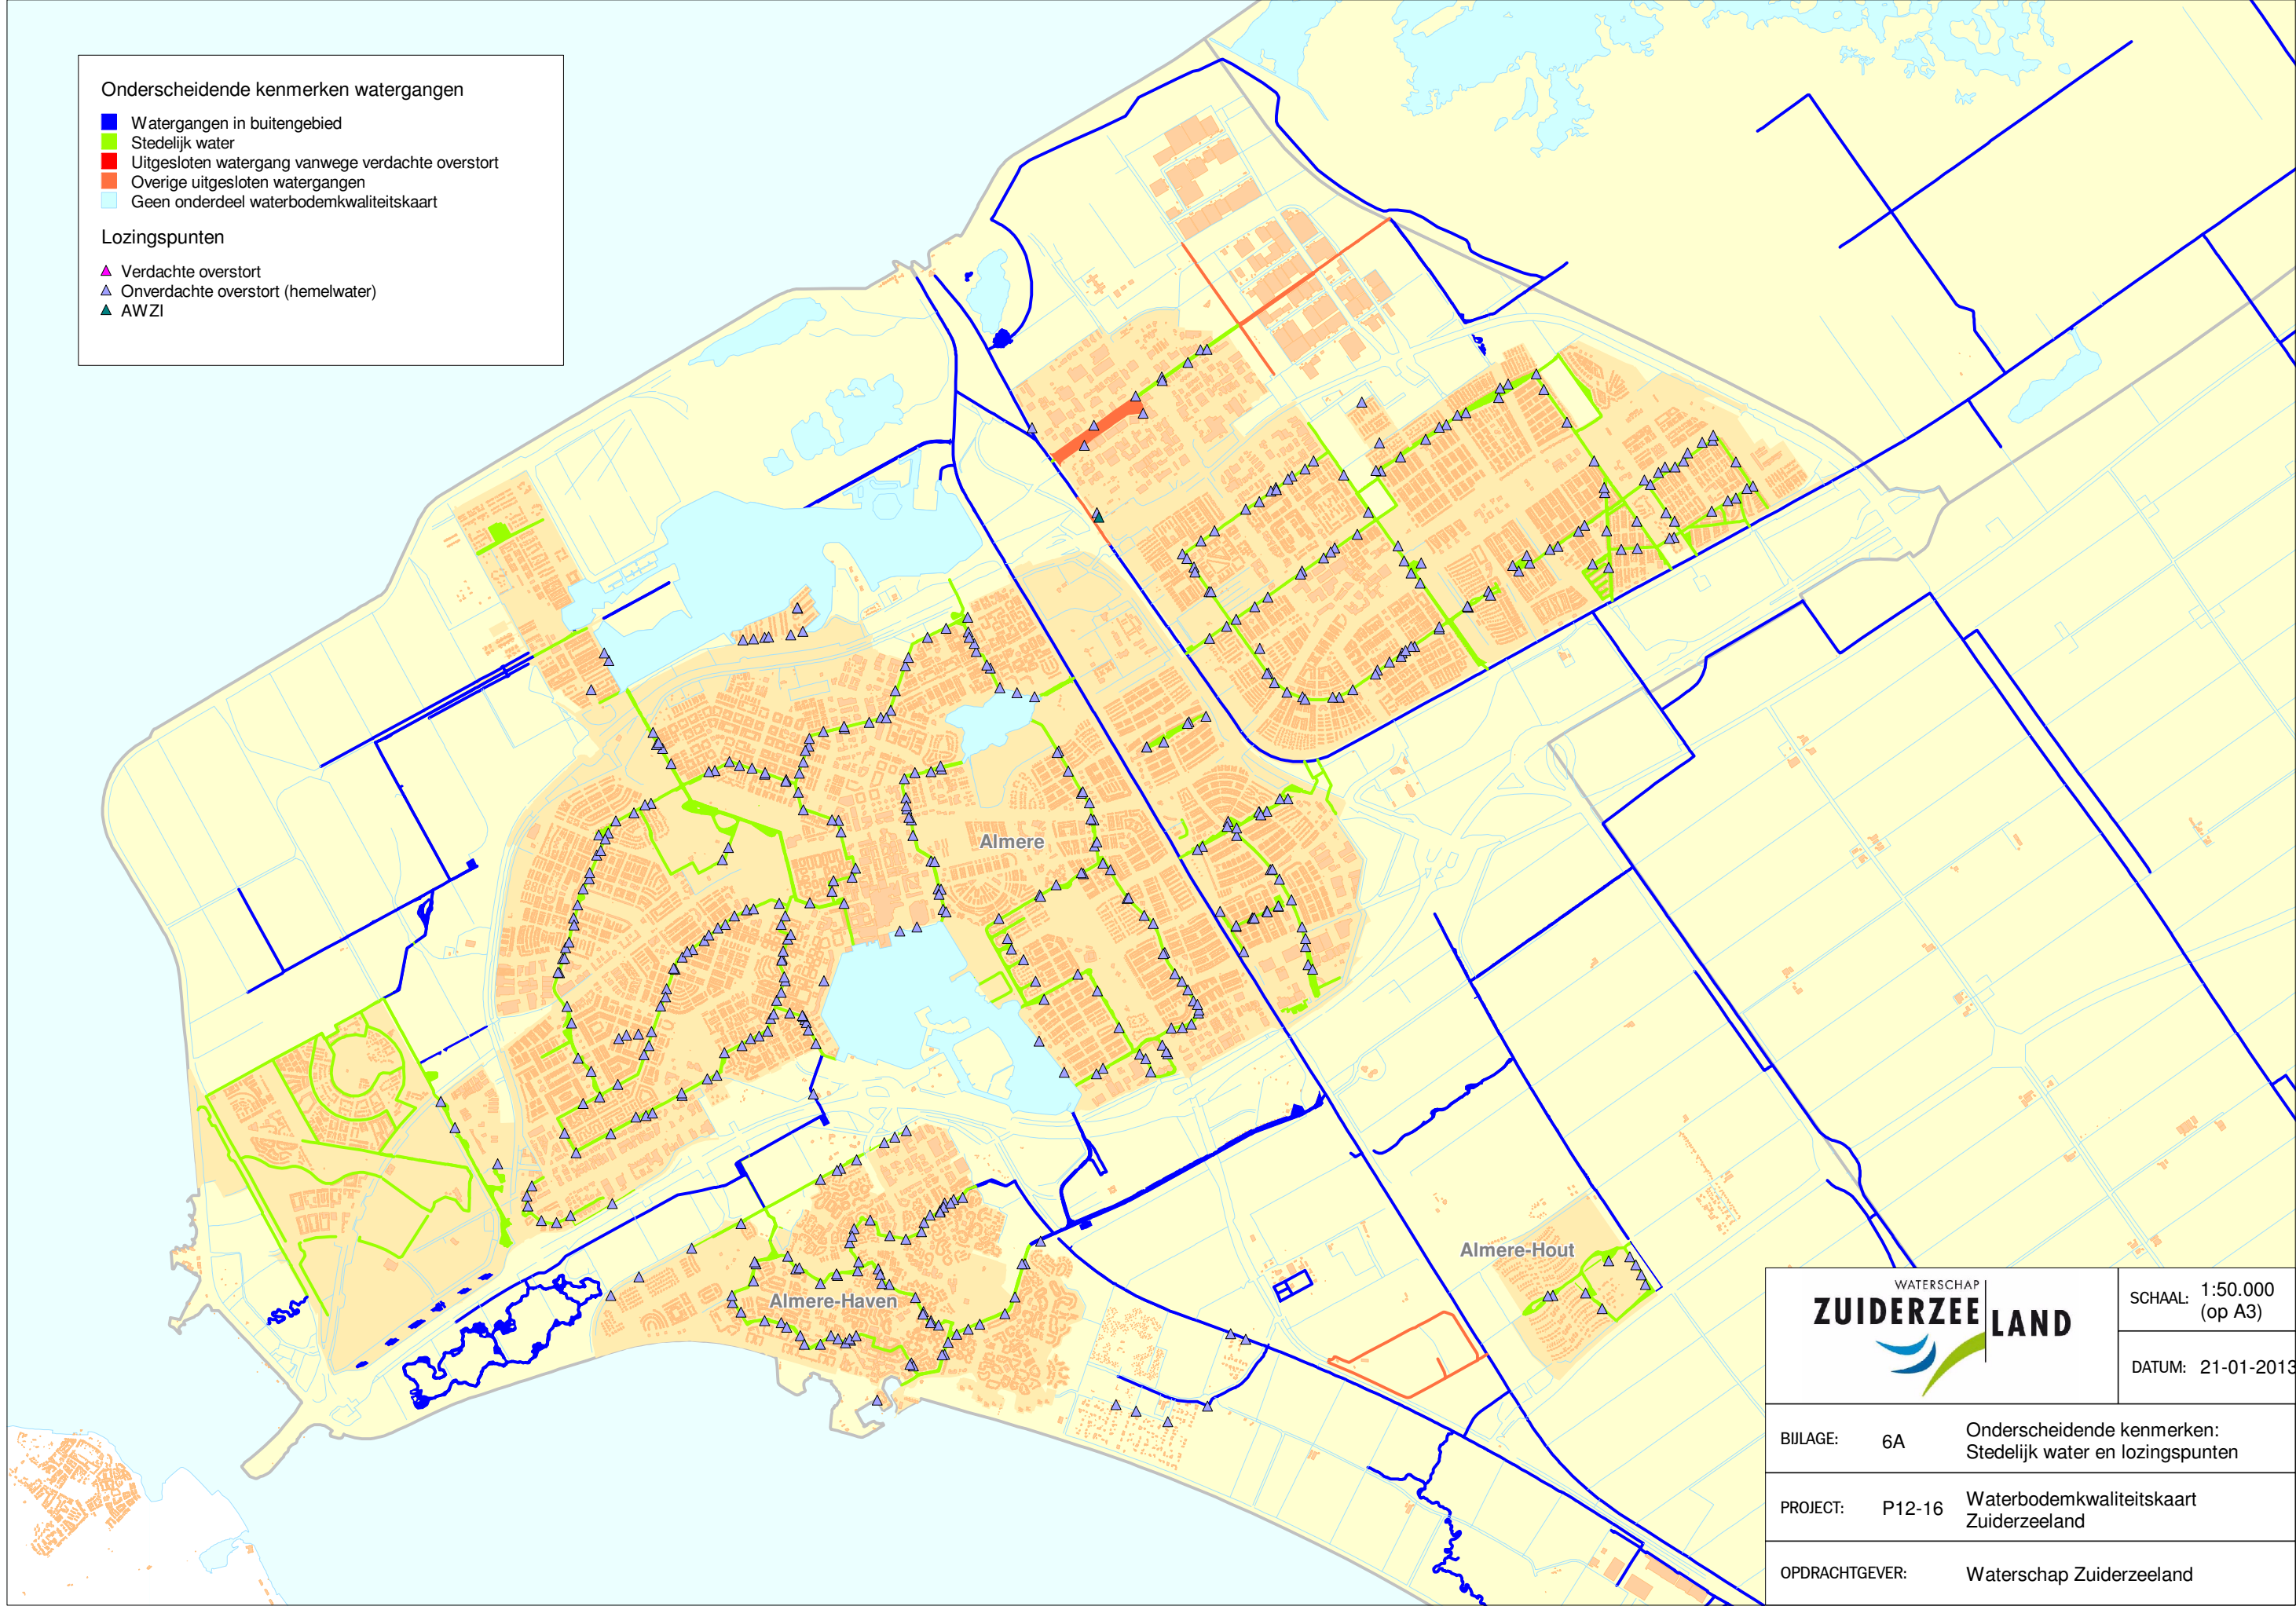 Onderscheidende kenmerken watergangen
Watergangen in buitengebied
Stedelijk water
Uitgesloten watergang vanwege verdachte overstort
Overige uitgesloten watergangen
Geen onderdeel waterbodemkwaliteitskaart
Lozingspunten
Verdachte overstort
Onverdachte overstort (hemelwater)
AWZI
Almere
Almere-Hout
Almere-Haven
WATERSCHAP
ZUIDERZEELAND
SCHAAL: 1:50.000
(op A3)
DATUM: 21-01-2013
BIJLAGE: 6A Onderscheidende kenmerken:
Stedelijk water en lozingspunten
PROJECT: P12-16 Waterbodemkwaliteitskaart
Zuiderzeeland
OPDRACHTGEVER: Waterschap Zuiderzeeland